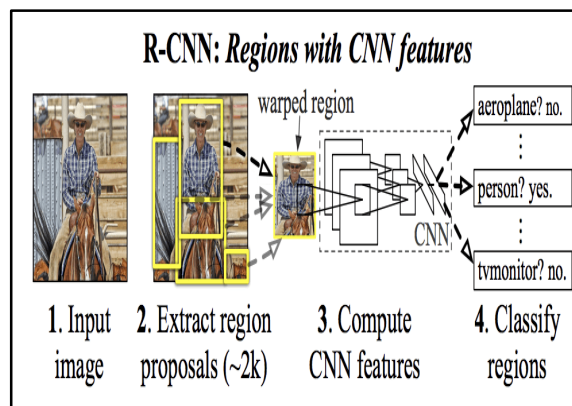 R-CNN: Regions with CNN features
warped region
aeroplane? no.
person? yes.
tvmonitor? no.
CNN
1. Input
image
2. Extract region
proposals (~2k)
3. Compute
CNN features
4. Classify
regions